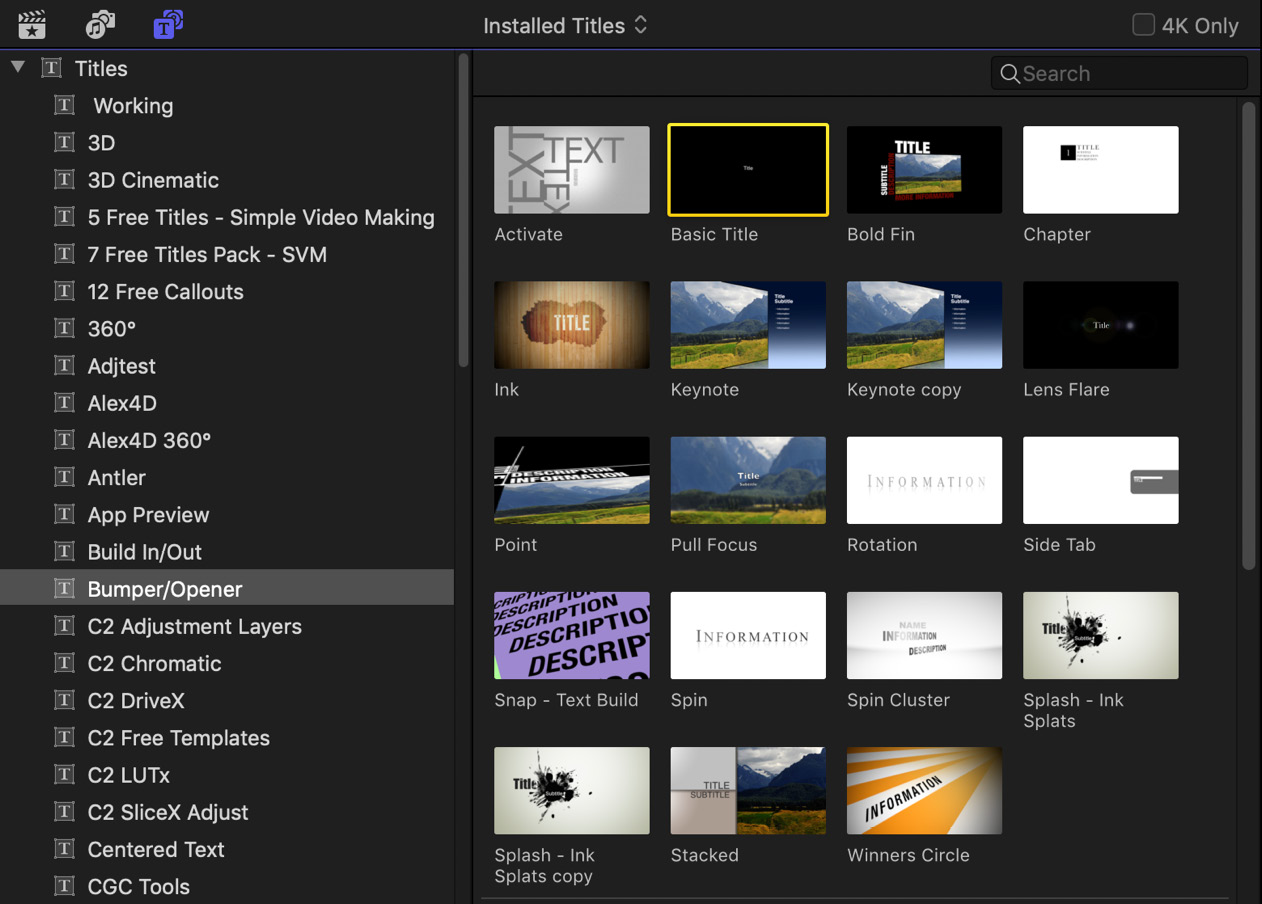 Installed Titles
4K Only
Titles
Working
3D
3D Cinematic
5 Free Titles - Simple Video Making
7 Free Titles Pack - SVM
12 Free Callouts
360°
Adjtest
Alex4D
Alex4D 360°
Antler
App Preview
Build In/Out
Bumper/Opener
C2 Adjustment Layers
C2 Chromatic
C2 DriveX
C2 Free Templates
C2 LUTx
C2 SliceX Adjust
Centered Text
CGC Tools
Search
TEXT
TEXT
TEXT
Activate
Title
Basic Title
TITLE
SUBTITLE
DESCRIPTION
MORE INFORMATION
Bold Fin
1
TITLE
Chapter
TITLE
Ink
Title
Subtitle
Keynote
Title
Subtitle
Keynote copy
Title
Lens Flare
DESCRIPTION
INFORMATION
Point
Title
Subtitle
Pull Focus
INFORMATION
Rotation
Side Tab
DESCRIPTION
DESCRIPTION
DESCRIPTIO
DESCRIP
Snap - Text Build
INFORMATION
Spin
NAME
INFORMATION
DESCRIPTION
Spin Cluster
Title
Subtitle
Splash - Ink
Splats
Title
Subtitle
Splash - Ink
Splats copy
TITLE
SUBTITLE
Stacked
INFORMATION
Winners Circle